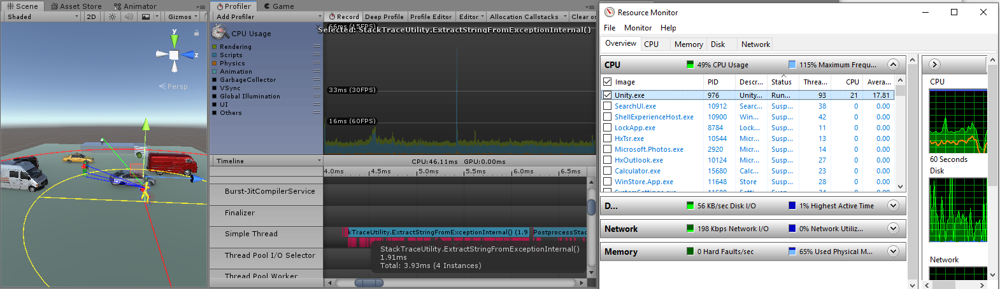 Scene
Asset Store
Animator
Shaded
2D
Gizmos
y
z
Persp
Profiler
Game
Add Profiler
Record
Deep Profile
Profile Editor
Editor
Allocation Callstacks
Clear on
CPU Usage
Rendering
Scripts
Physics
Animation
GarbageCollector
VSync
Global Illumination
UI
Others
66ms (15FPS)
Selected: StackTraceUtility.ExtractStringFromExceptionInternal()
33ms (30FPS)
16ms (60FPS)
Timeline
CPU:46.11ms GPU:0.00ms
4.0ms 4.5ms 5.0ms 5.5ms 6.0ms 6.5ms
Burst-JitCompilerService
Finalizer
Simple Thread
kTraceUtility.ExtractStringFromExceptionInternal() (1.9
PostprocessStac
StackTraceUtility.ExtractStringFromExceptionInternal()
1.91ms
Total: 3.93ms (4 Instances)
Thread Pool I/O Selector
Thread Pool Worker
Resource Monitor
File Monitor Help
Overview CPU Memory Disk Network
CPU 49% CPU Usage 115% Maximum Frequ...
Image PID Descr... Status Threa... CPU Avera...
Unity.exe 976 Unity... Run... 93 21 17.81
SearchUI.exe 10912 Searc... Susp... 38 0 0.00
ShellExperienceHost.exe 10900 Win... Susp... 42 0 0.00
LockApp.exe 8784 Lock... Susp... 11 0 0.00
HxTsr.exe 10544 Micr... Susp... 13 0 0.00
Microsoft.Photos.exe 2920 Micr... Susp... 14 0 0.00
HxOutlook.exe 10124 Micr... Susp... 27 0 0.00
Calculator.exe 15680 Calc... Susp... 23 0 0.00
WinStore.App.exe 11648 Store Susp... 28 0 0.00
D... 56 KB/sec Disk I/O 1% Highest Active Time
Network 198 Kbps Network I/O 0% Network Utiliz...
Memory 0 Hard Faults/sec 65% Used Physical M...
CPU
60 Seconds
Disk
Network